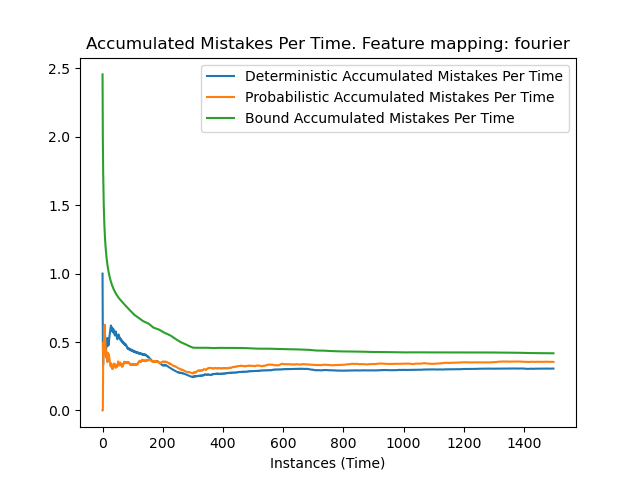 Accumulated Mistakes Per Time. Feature mapping: fourier
Deterministic Accumulated Mistakes Per Time
Probabilistic Accumulated Mistakes Per Time
Bound Accumulated Mistakes Per Time
2.5
2.0
1.5
1.0
0.5
0.0
0 200 400 600 800 1000 1200 1400
Instances (Time)